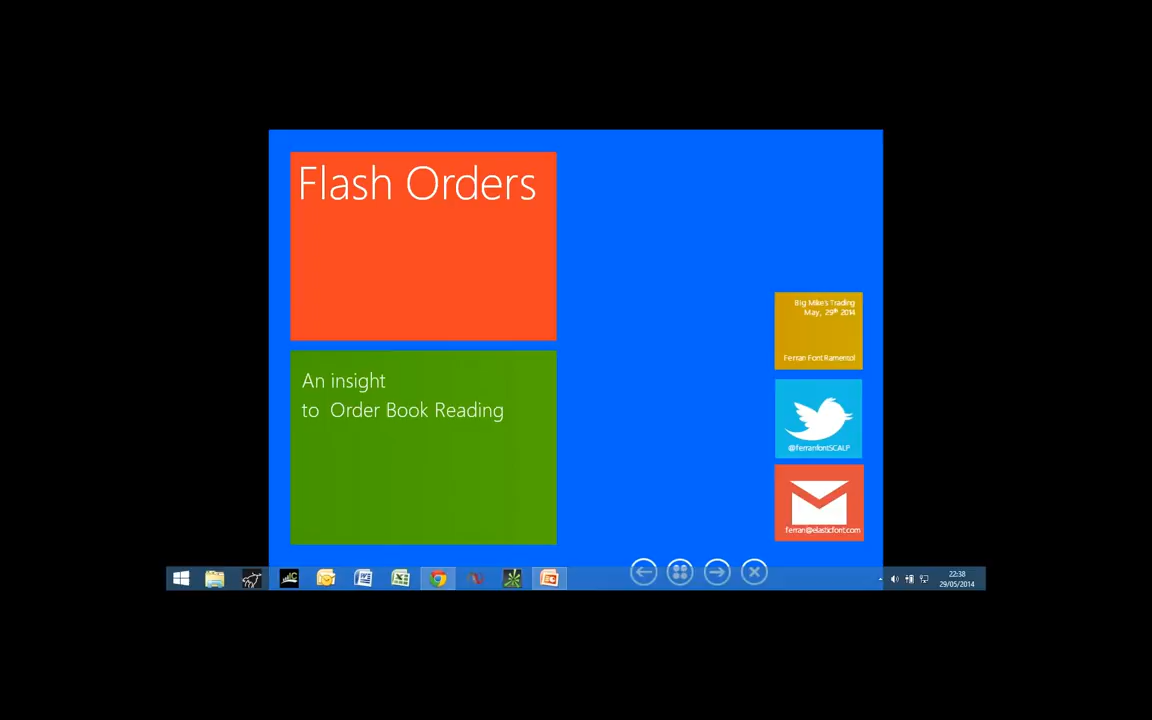 Flash Orders
An insight
to Order Book Reading
Big Mike's Trading
May, 29th 2014
Ferran Font Ramentol
@ferranfontSCALP
ferran@elasticfont.com
22:38
29/05/2014